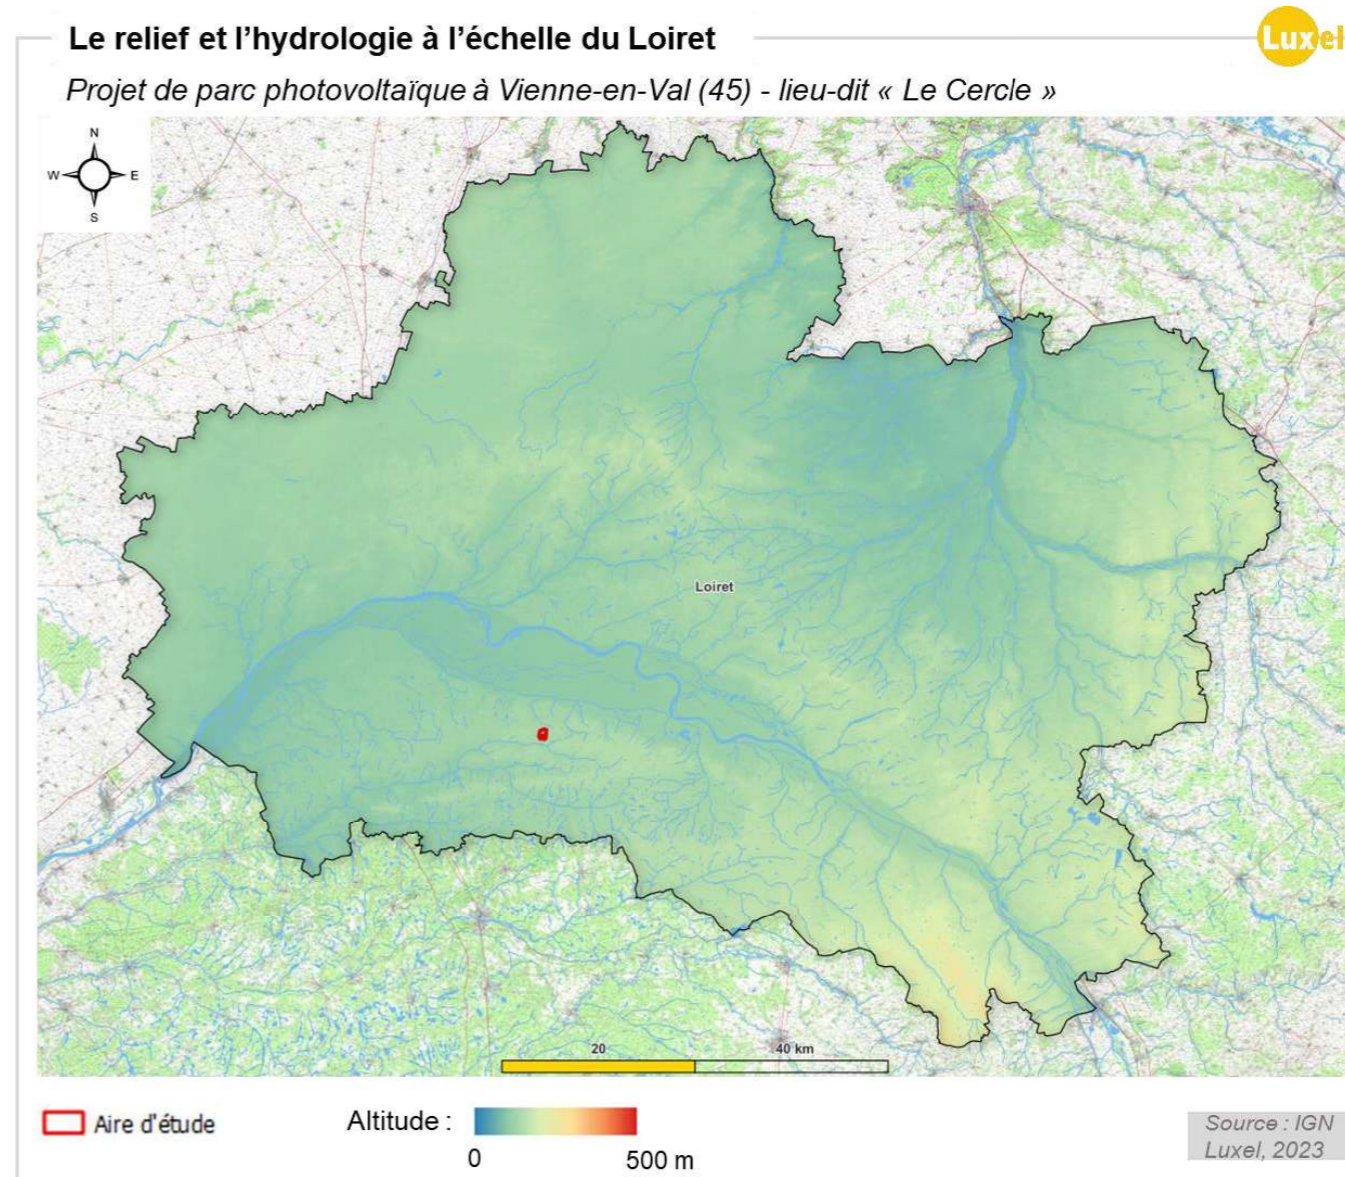 Le relief et l’hydrologie à l’échelle du Loiret
Luxel
Projet de parc photovoltaïque à Vienne-en-Val (45) - lieu-dit « Le Cercle »
N
W E
S
Loiret
20 40 km
Aire d'étude
Altitude :
0 500 m
Source : IGN
Luxel, 2023